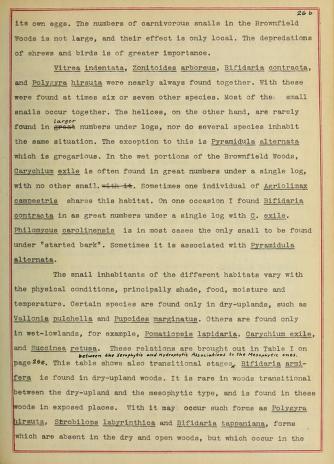 266
its own eggs. The numbers of carnivorous snails in the Brownfield
Woods is not large, and their effect is only local. The depredations
of shrews and birds is of greater importance.
Vitrea indentata, Zonitoides arboreus, Bifidaria contracta,
and Polygyra hirsuta were nearly always found together. With these
were found at times six or seven other species. Most of the small
snails occur together. The helices, on the other hand, are rarely
larger
found in great numbers under logs, nor do several species inhabit
the same situation. The exception to this is Pyramidula alternata
which is gregarious. In the wet portions of the Brownfield Woods,
Carychium exile is often found in great numbers under a single log,
with no other snail with it. Sometimes one individual of Agriolimax
campestris shares this habitat. On one occasion I found Bifidaria
contracta in as great numbers under a single log with C. exile.
Philomycus carolinensis is in most cases the only snail to be found
under "started bark". Sometimes it is associated with Pyramidula
alternata.
The snail inhabitants of the different habitats vary with
the physical conditions, principally shade, food, moisture and
temperature. Certain species are found only in dry-uplands, such as
Vallonia pulchella and Pupoides marginatus. Others are found only
in wet-lowlands, for example, Pomatiopsis lapidaria, Carychium exile,
and Succinea retusa. These relations are brought out in Table I on
between the Xerophytic and Hydrophytic Associations to the Mesophytic ones.
page 268. This table shows also transitional stages, Bifidaria armi-
fera is found in dry-upland woods. It is rare in woods transitional
between the dry-upland and the mesophytic type, and is found in these
woods in exposed places. With it may occur such forms as Polygyra
hirsuta, Strobilops labyrinthica and Bifidaria tappaniana, forms
which are absent in the dry and open woods, but which occur in the